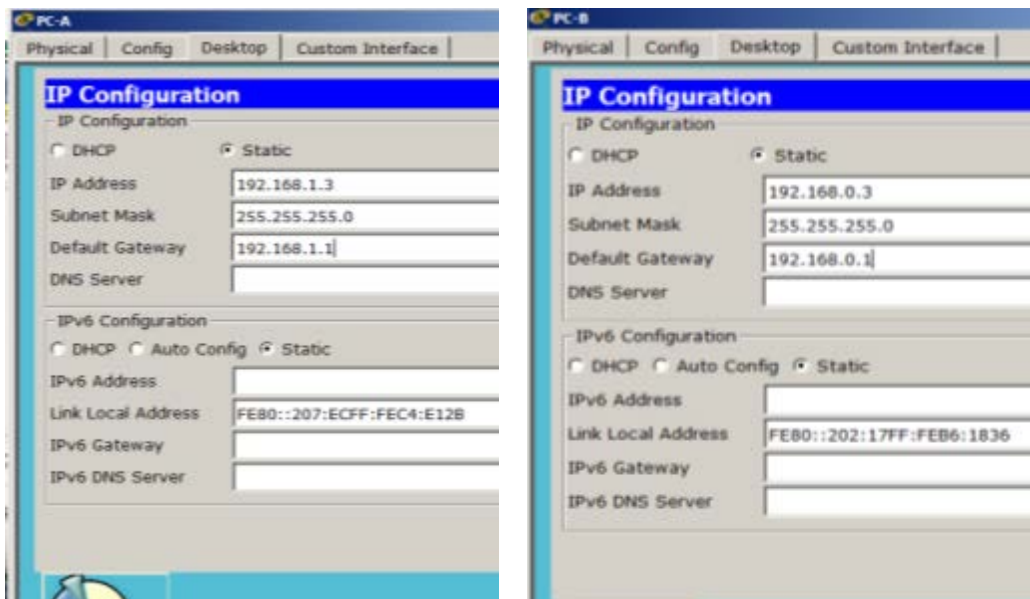 PC-A
Physical Config Desktop Custom Interface
IP Configuration
IP Configuration
DHCP Static
IP Address 192.168.1.3
Subnet Mask 255.255.255.0
Default Gateway 192.168.1.1
DNS Server
IPv6 Configuration
DHCP Auto Config Static
IPv6 Address
Link Local Address FE80::207:ECFF:FEC4:E12B
IPv6 Gateway
IPv6 DNS Server
PC-B
Physical Config Desktop Custom Interface
IP Configuration
IP Configuration
DHCP Static
IP Address 192.168.0.3
Subnet Mask 255.255.255.0
Default Gateway 192.168.0.1
DNS Server
IPv6 Configuration
DHCP Auto Config Static
IPv6 Address
Link Local Address FE80::202:17FF:FEB6:1836
IPv6 Gateway
IPv6 DNS Server